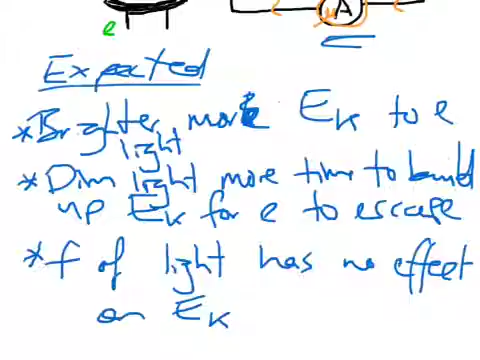 e
A
Expected
* Brighter more EK to e
light
* Dim light more time to build
up EK for e to escape
* f of light has no effect
on EK